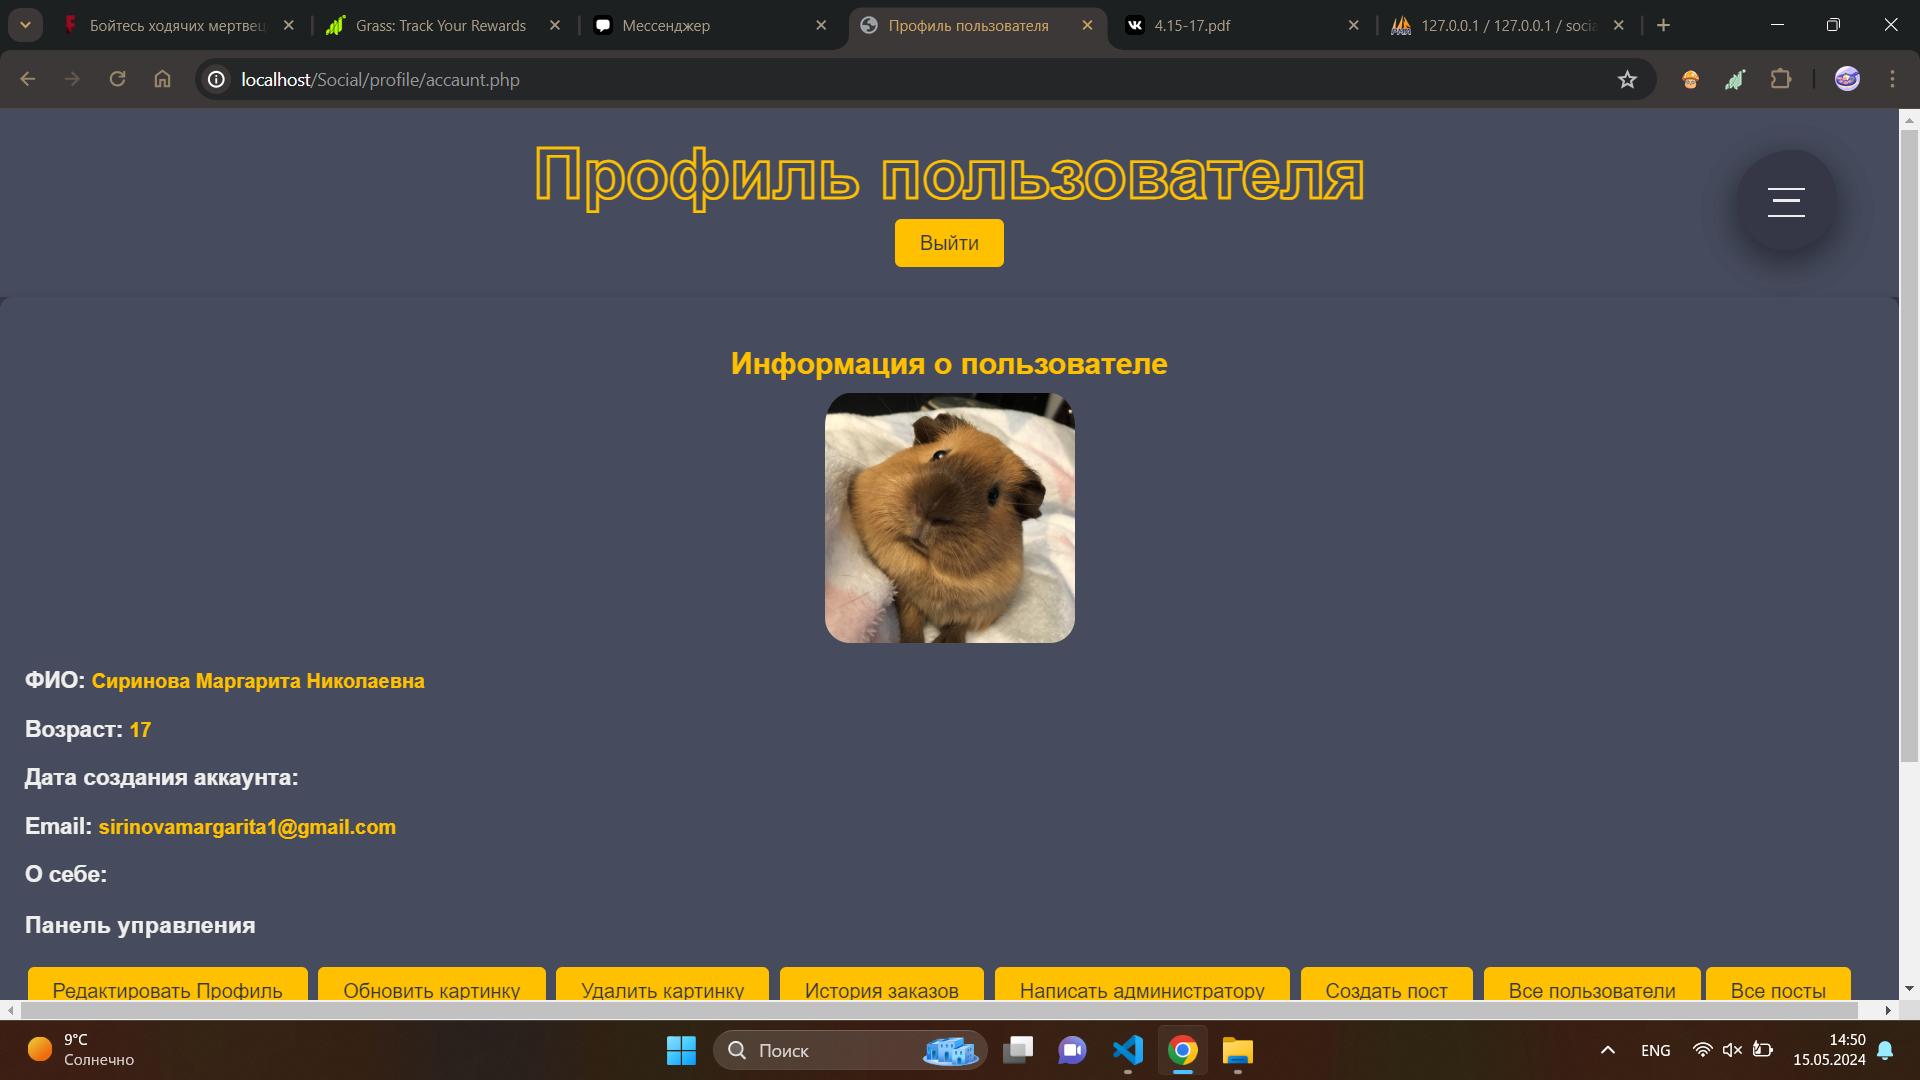 Бойтесь ходячих мертвец
Grass: Track Your Rewards
Мессенджер
Профиль пользователя
4.15-17.pdf
127.0.0.1 / 127.0.0.1 / socia
localhost/Social/profile/accaunt.php
Профиль пользователя
Выйти
Информация о пользователе
ФИО: Сиринова Маргарита Николаевна
Возраст: 17
Дата создания аккаунта:
Email: sirinovamargarita1@gmail.com
О себе:
Панель управления
Редактировать Профиль
Обновить картинку
Удалить картинку
История заказов
Написать администратору
Создать пост
Все пользователи
Все посты
9°C
Солнечно
Поиск
ENG
14:50
15.05.2024